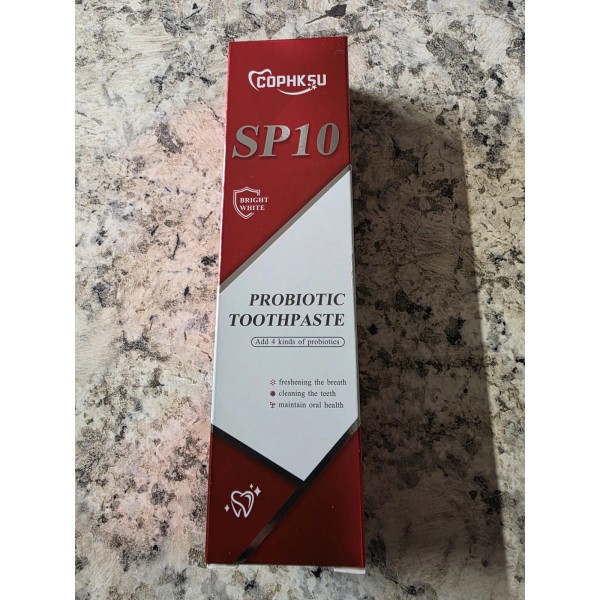 COPHKSU
SP10
BRIGHT
WHITE
PROBIOTIC
TOOTHPASTE
Add 4 kinds of probiotics
freshening the breath
cleaning the teeth
maintain oral health